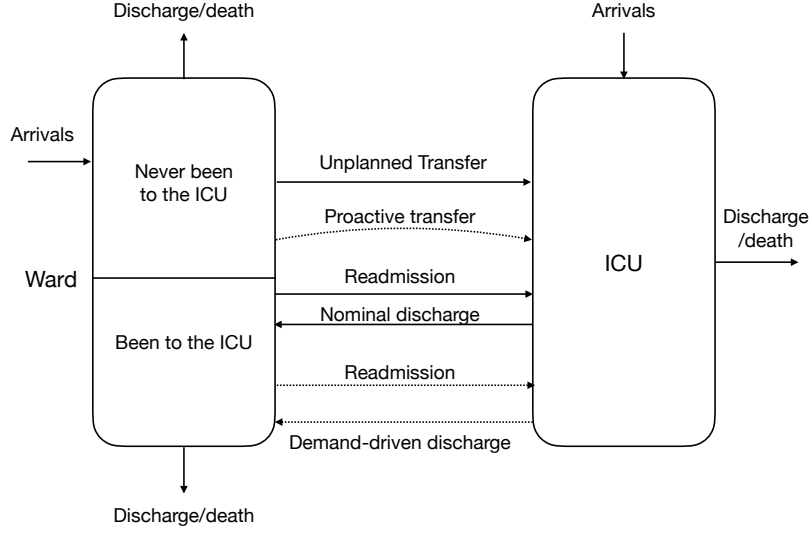 Discharge/death
Arrivals
Arrivals
Never been
to the ICU
Unplanned Transfer
Proactive transfer
Discharge
/death
Ward
ICU
Readmission
Nominal discharge
Been to the ICU
Readmission
Demand-driven discharge
Discharge/death